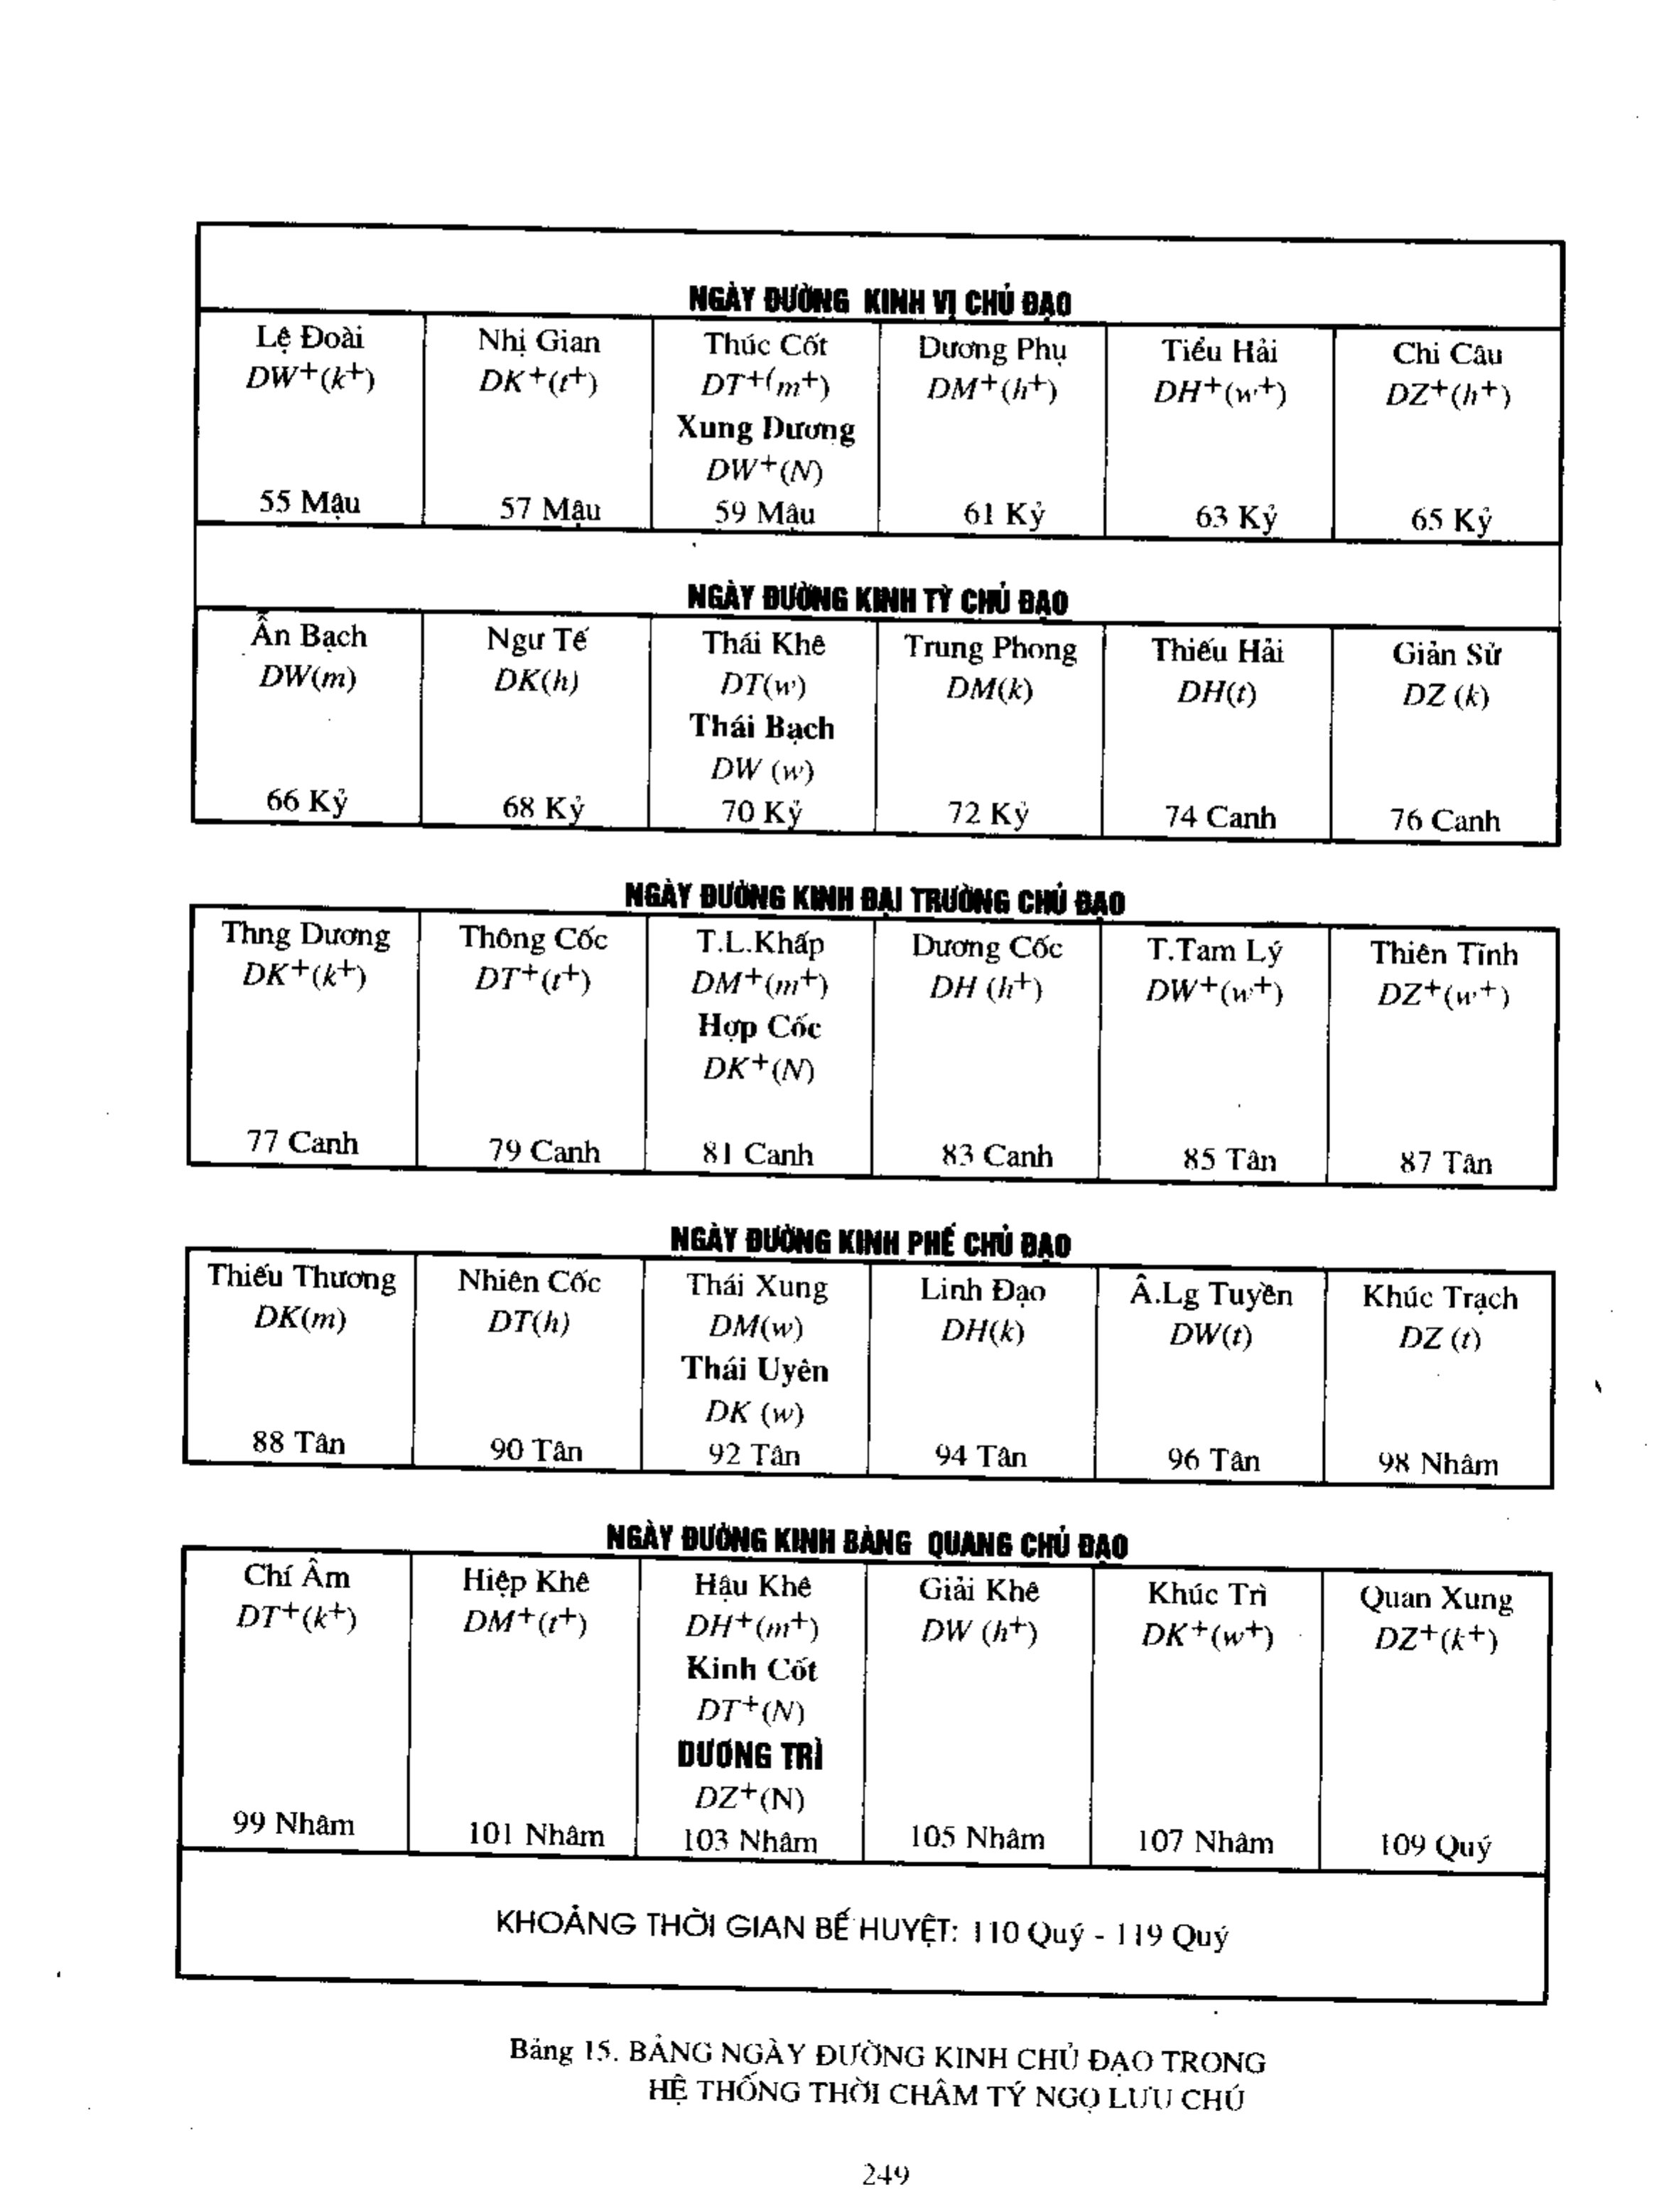 NGÀY ĐƯỜNG KINH VỊ CHỦ ĐẠO
Lệ Đoài Nhị Gian Thúc Cốt Dương Phụ Tiểu Hải Chi Câu
DW+(k+) DK+(t+) DT+(m+) DM+(h+) DH+(w+) DZ+(h+)
Xung Dương
DW+(N)
55 Mậu 57 Mậu 59 Mậu 61 Kỷ 63 Kỷ 65 Kỷ
NGÀY ĐƯỜNG KINH TỲ CHỦ ĐẠO
Ẩn Bạch Ngư Tế Thái Khê Trung Phong Thiếu Hải Giản Sử
DW(m) DK(h) DT(w) DM(k) DH(t) DZ (k)
Thái Bạch
DW (w)
66 Kỷ 68 Kỷ 70 Kỷ 72 Kỷ 74 Canh 76 Canh
NGÀY ĐƯỜNG KINH ĐẠI TRƯỜNG CHỦ ĐẠO
Thng Dương Thông Cốc T.L.Khấp Dương Cốc T.Tam Lý Thiên Tĩnh
DK+(k+) DT+(t+) DM+(m+) DH (h+) DW+(w+) DZ+(w+)
Hợp Cốc
DK+(N)
77 Canh 79 Canh 81 Canh 83 Canh 85 Tân 87 Tân
NGÀY ĐƯỜNG KINH PHẾ CHỦ ĐẠO
Thiếu Thương Nhiên Cốc Thái Xung Linh Đạo Â.Lg Tuyền Khúc Trạch
DK(m) DT(h) DM(w) DH(k) DW(t) DZ (t)
Thái Uyên
DK (w)
88 Tân 90 Tân 92 Tân 94 Tân 96 Tân 98 Nhâm
NGÀY ĐƯỜNG KINH BÀNG QUANG CHỦ ĐẠO
Chí Âm Hiệp Khê Hậu Khê Giải Khê Khúc Trì Quan Xung
DT+(k+) DM+(t+) DH+(m+) DW (h+) DK+(w+) DZ+(k+)
Kinh Cốt
DT+(N)
DƯƠNG TRÌ
DZ+(N)
99 Nhâm 101 Nhâm 103 Nhâm 105 Nhâm 107 Nhâm 109 Quý
KHOẢNG THỜI GIAN BẾ HUYỆT: 110 Quý - 119 Quý
Bảng 15. BẢNG NGÀY ĐƯỜNG KINH CHỦ ĐẠO TRONG
HỆ THỐNG THỜI CHÂM TÝ NGỌ LƯU CHÚ
249